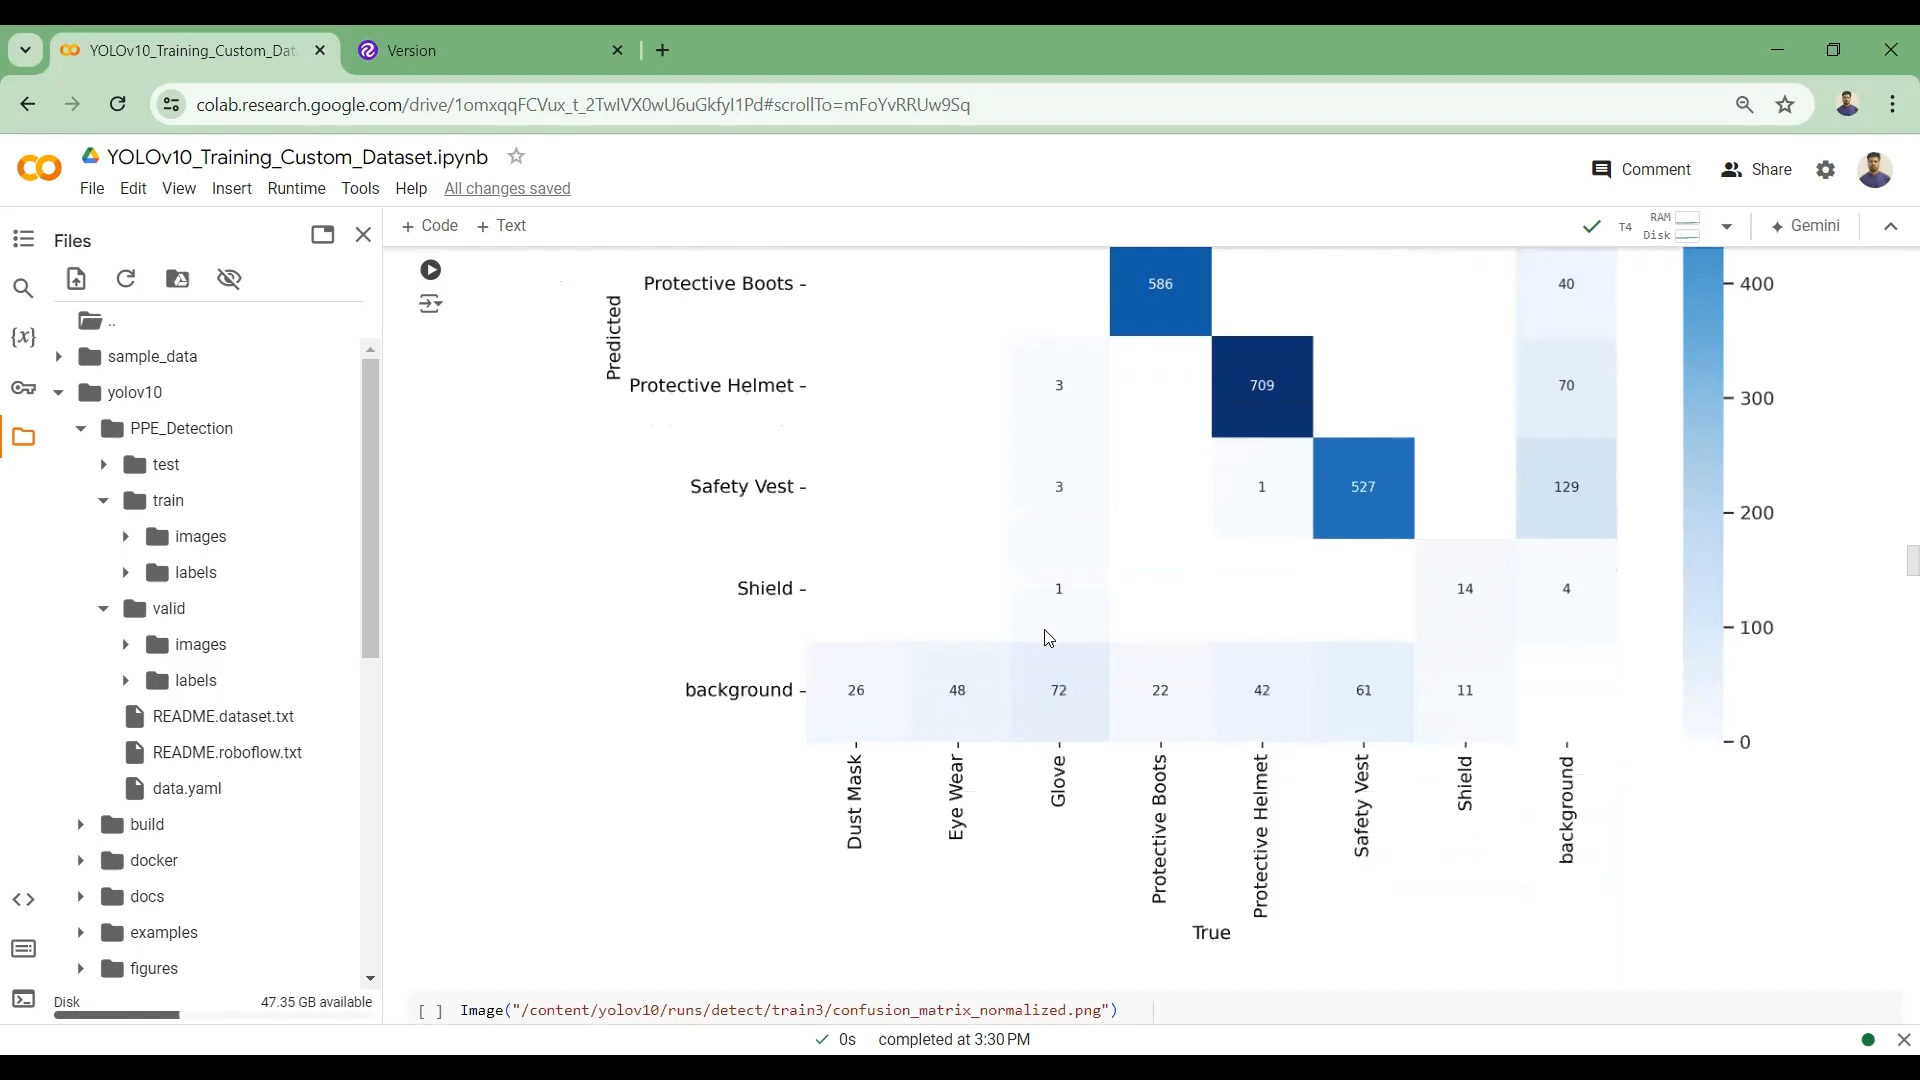 YOLOv10_Training_Custom_Dat
Version
colab.research.google.com/drive/1omxqqFCVux_t_2TwIVX0wU6uGkfyI1Pd#scrollTo=mFoYvRRUw9Sq
YOLOv10_Training_Custom_Dataset.ipynb
File Edit View Insert Runtime Tools Help All changes saved
Comment
Share
Files
+ Code + Text
T4
RAM
Disk
Gemini
{x}
..
sample_data
yolov10
PPE_Detection
test
train
images
labels
valid
images
labels
README.dataset.txt
README.roboflow.txt
data.yaml
build
docker
docs
examples
figures
Disk 47.35 GB available
Predicted
Protective Boots - 586 40
Protective Helmet - 3 709 70
Safety Vest - 3 1 527 129
Shield - 1 14 4
background - 26 48 72 22 42 61 11
Dust Mask
Eye Wear
Glove
Protective Boots
Protective Helmet
Safety Vest
Shield
background
True
400
300
200
100
0
[ ] Image("/content/yolov10/runs/detect/train3/confusion_matrix_normalized.png")
0s completed at 3:30 PM